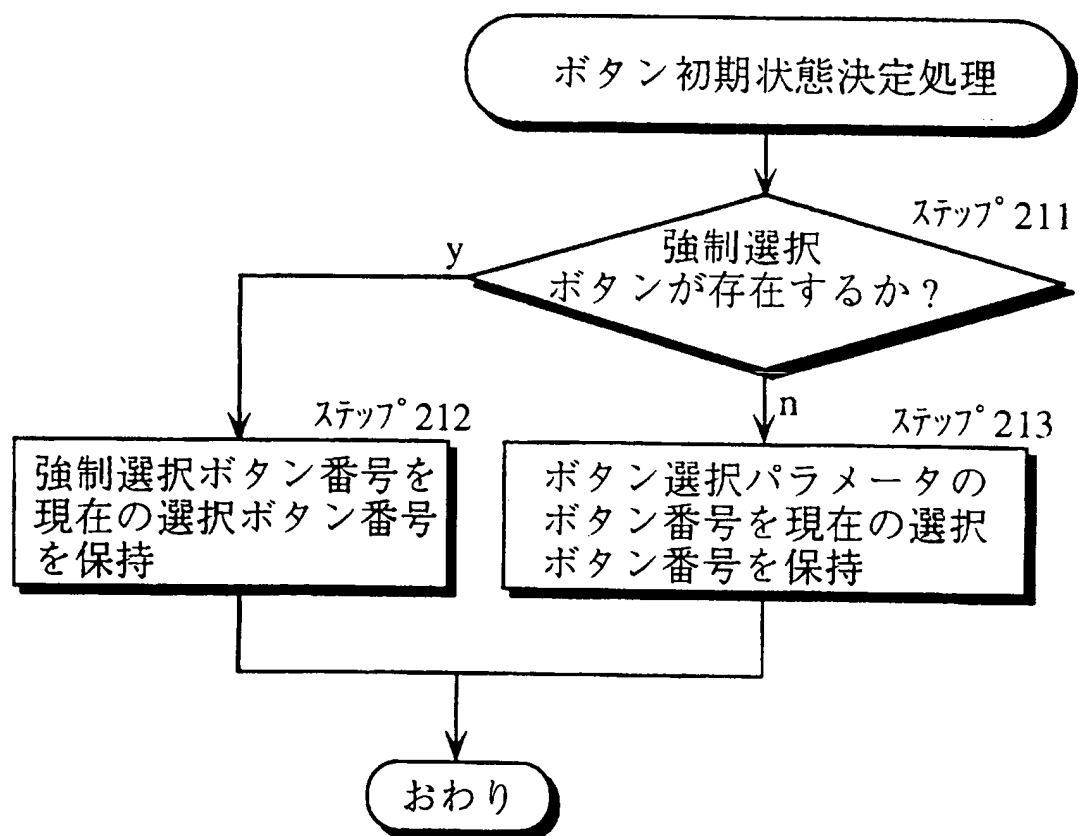 ボタン初期状態決定処理
ステップ211
強制選択
ボタンが存在するか?
y
n
ステップ212
強制選択ボタン番号を
現在の選択ボタン番号
を保持
ステップ213
ボタン選択パラメータの
ボタン番号を現在の選択
ボタン番号を保持
おわり